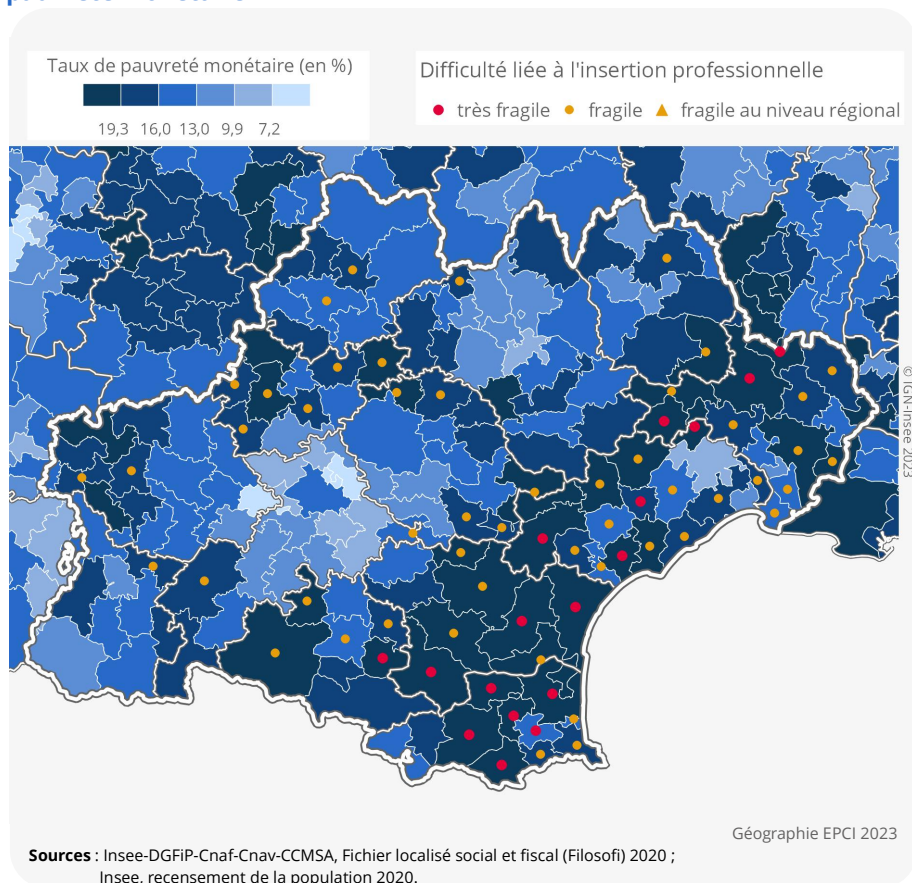 Taux de pauvreté monétaire (en %)
19,3 16,0 13,0 9,9 7,2
Difficulté liée à l'insertion professionnelle
très fragile fragile fragile au niveau régional
© IGN-Insee 2023
Géographie EPCI 2023
Sources : Insee-DGFiP-Cnaf-Cnav-CCMSA, Fichier localisé social et fiscal (Filosofi) 2020 ;
Insee, recensement de la population 2020.